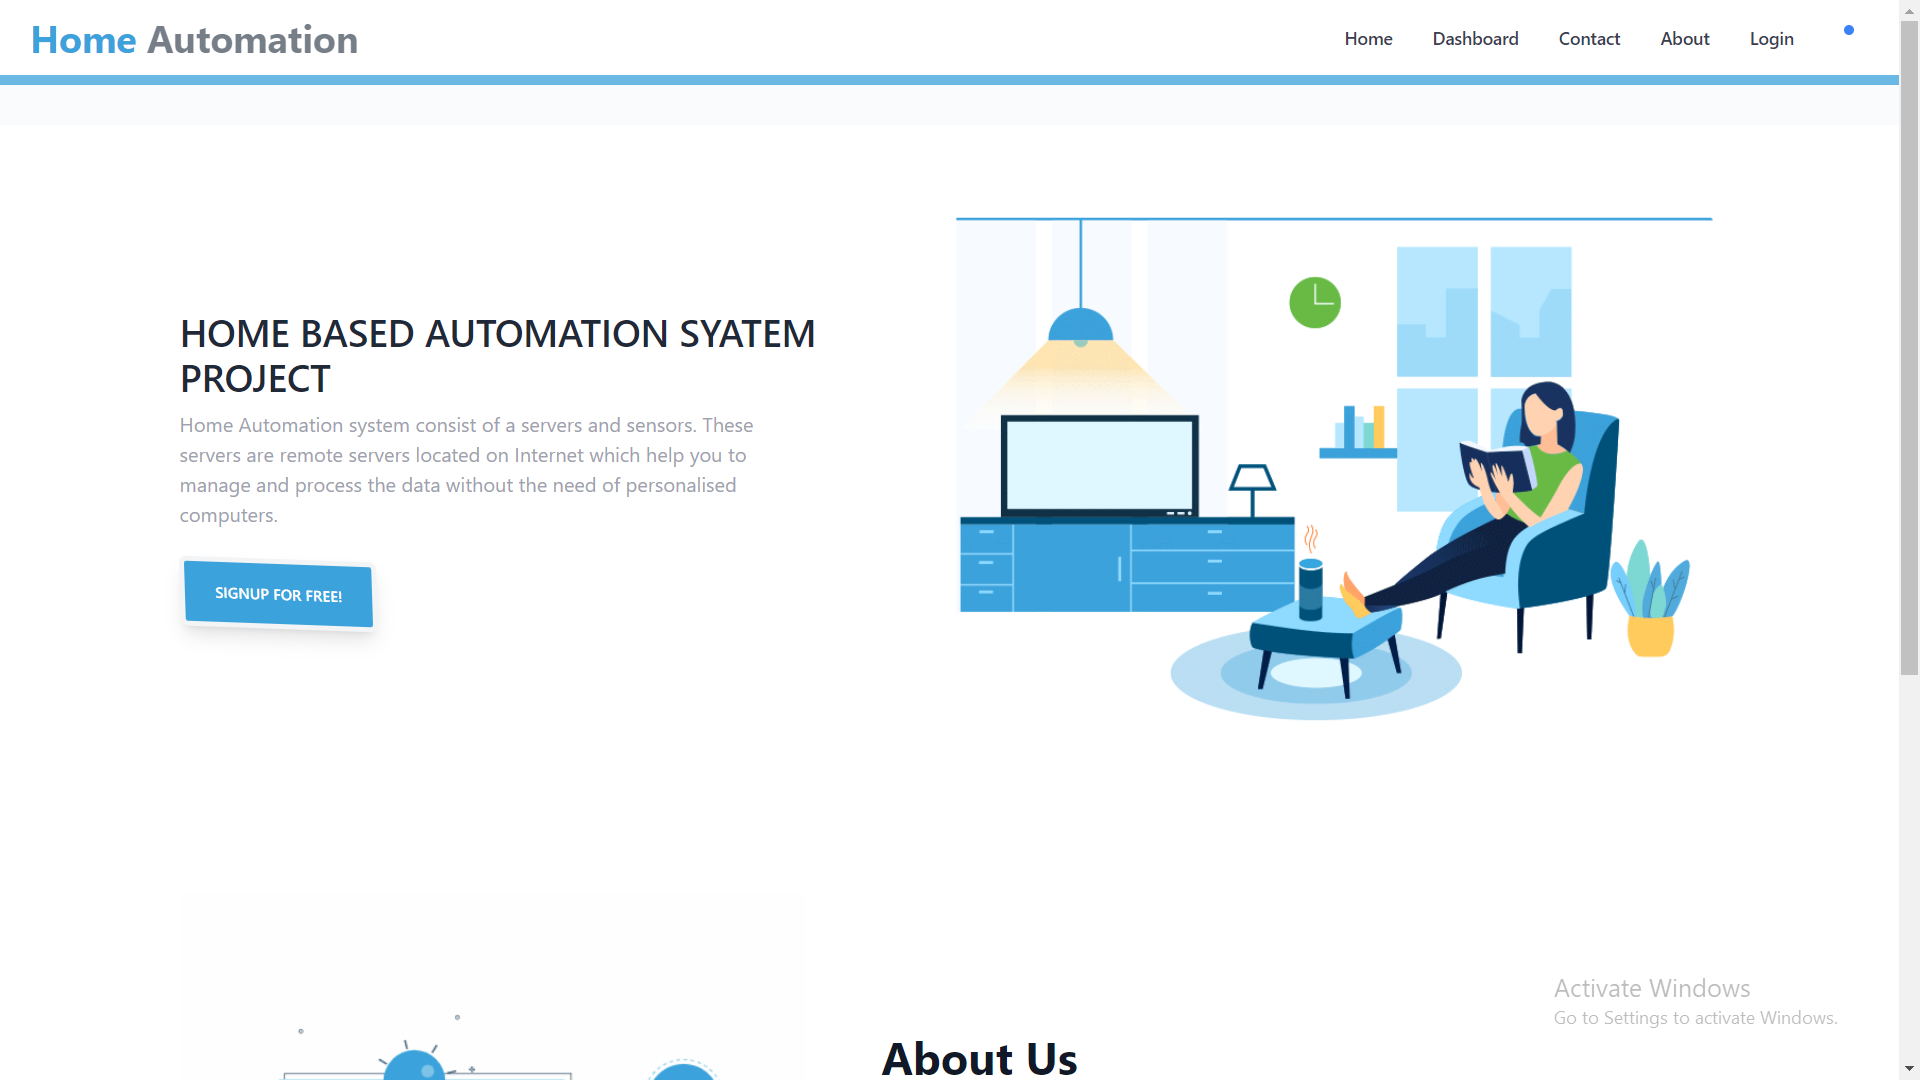 Home Automation
Home
Dashboard
Contact
About
Login
HOME BASED AUTOMATION SYATEM
PROJECT
Home Automation system consist of a servers and sensors. These
servers are remote servers located on Internet which help you to
manage and process the data without the need of personalised
computers.
SIGNUP FOR FREE!
Activate Windows
Go to Settings to activate Windows.
About Us